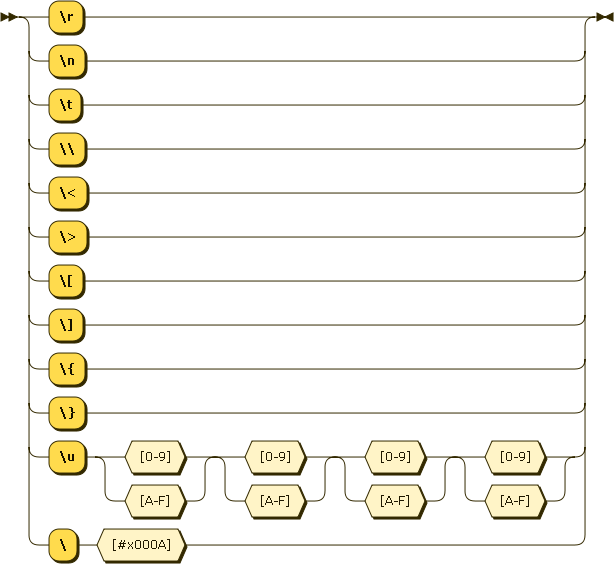 \r
\n
\t
\\
\<
\>
\[
\]
\{
\}
\u [0-9] [0-9] [0-9] [0-9]
[A-F] [A-F] [A-F] [A-F]
\ [#x000A]